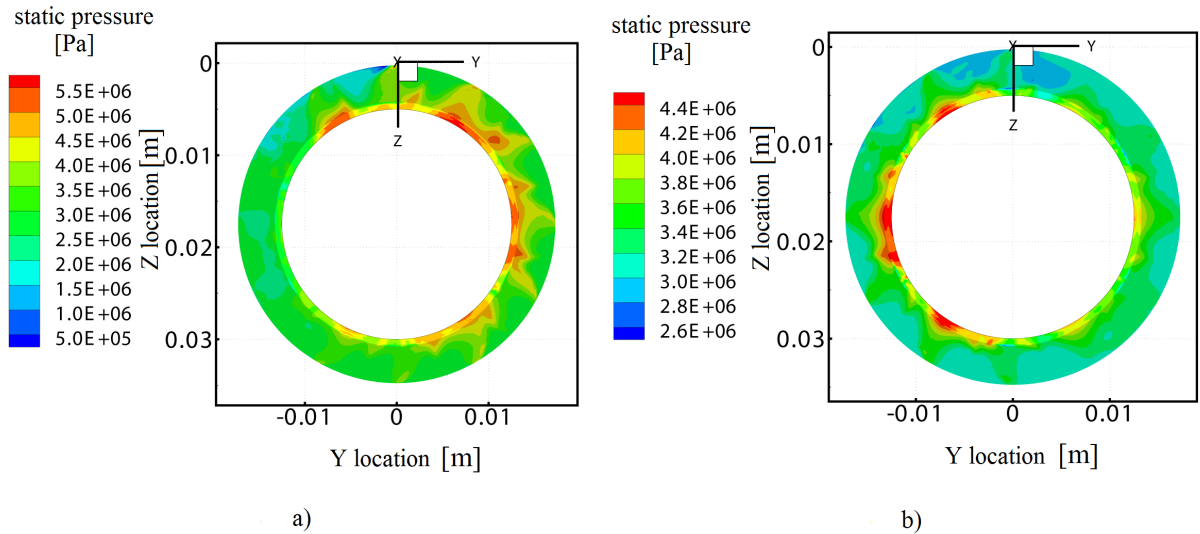 static pressure
[Pa]
5.5E +06
5.0E +06
4.5E +06
4.0E +06
3.5E +06
3.0E +06
2.5E +06
2.0E +06
1.5E +06
1.0E +06
5.0E +05
Z location [m]
0
0.01
0.02
0.03
X
Y
Z
-0.01
0
0.01
Y location [m]
a)
static pressure
[Pa]
4.4E+06
4.2E +06
4.0E +06
3.8E +06
3.6E +06
3.4E +06
3.2E +06
3.0E +06
2.8E +06
2.6E +06
Z location [m]
0
0.01
0.02
0.03
X
Y
Z
-0.01
0
0.01
Y location [m]
b)